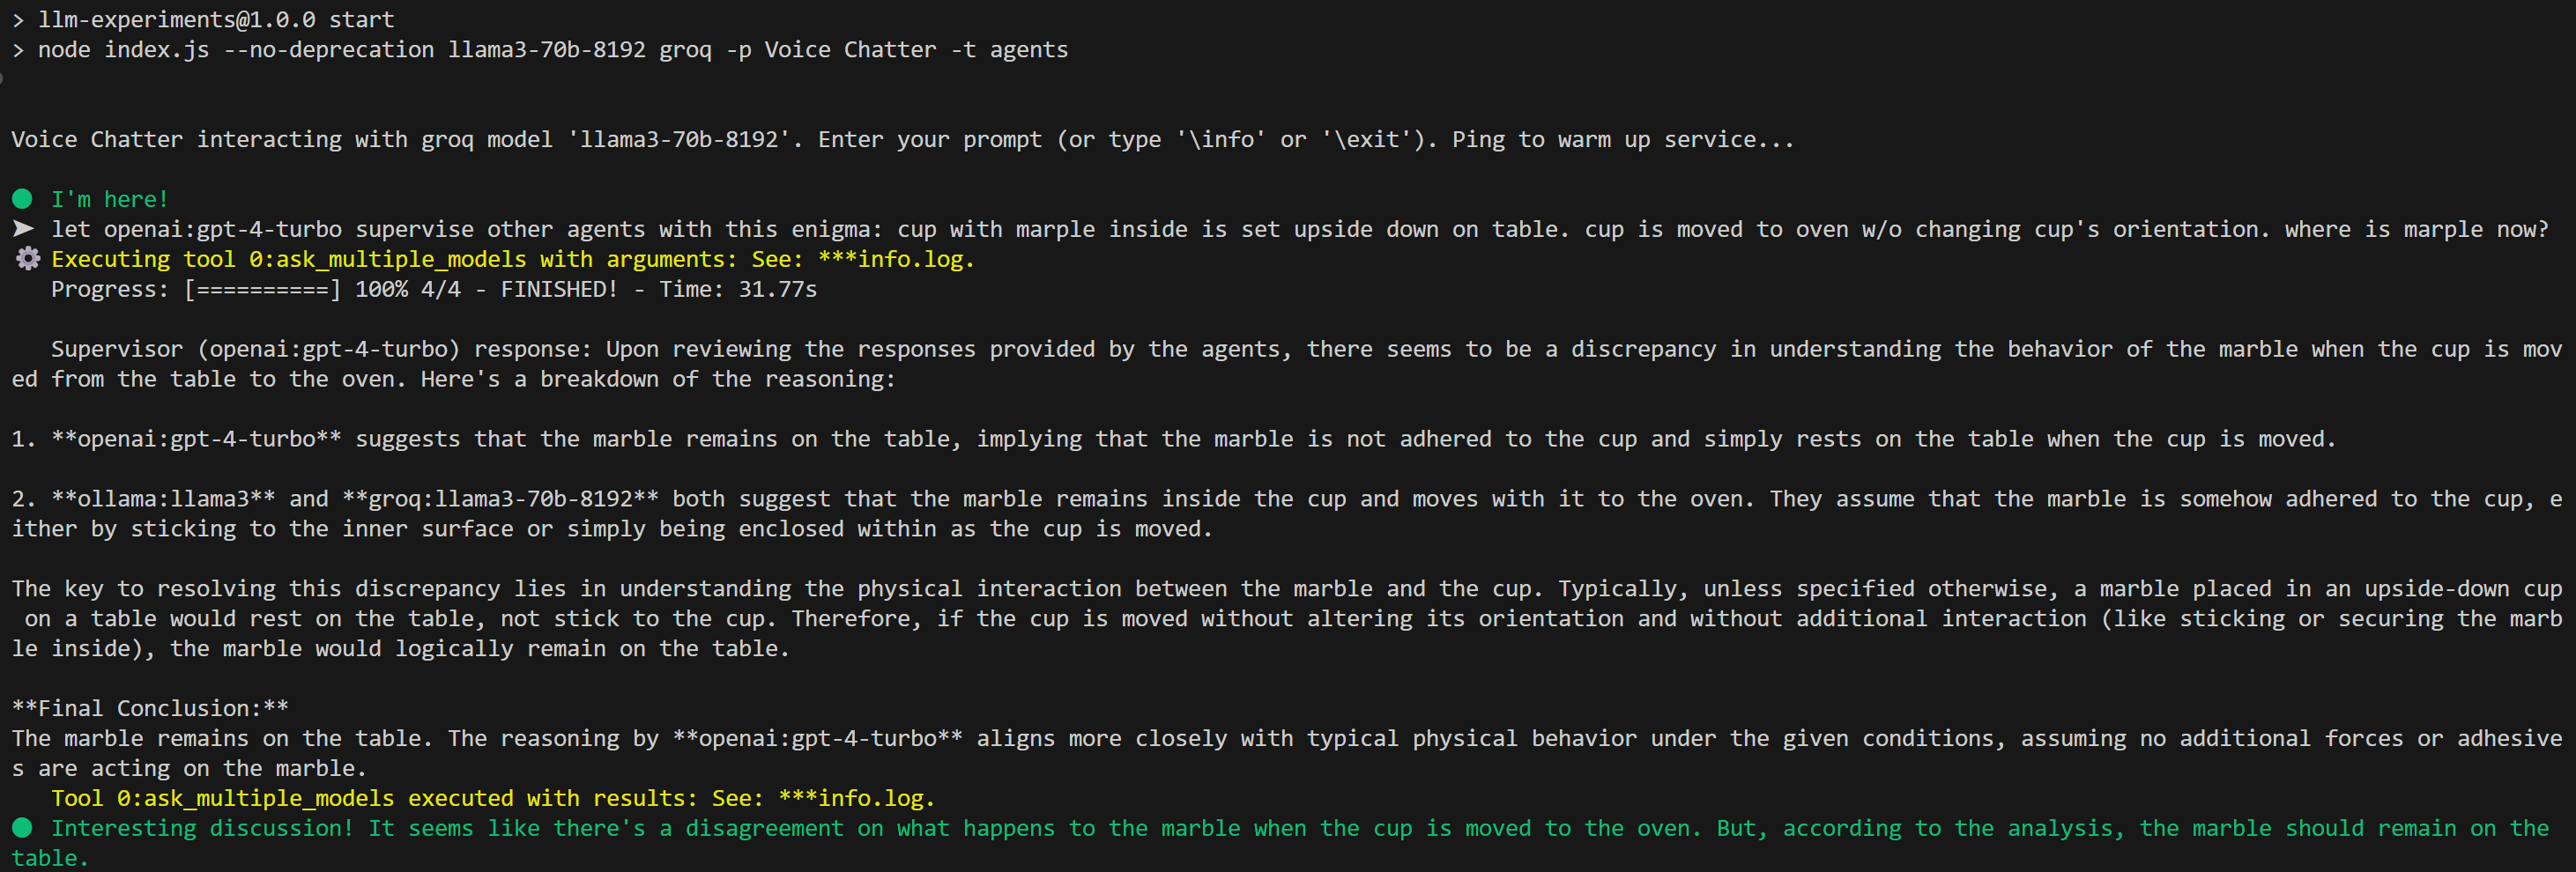 > llm-experiments@1.0.0 start
> node index.js --no-deprecation llama3-70b-8192 groq -p Voice Chatter -t agents
Voice Chatter interacting with groq model 'llama3-70b-8192'. Enter your prompt (or type '\info' or '\exit'). Ping to warm up service...
I'm here!
let openai:gpt-4-turbo supervise other agents with this enigma: cup with marple inside is set upside down on table. cup is moved to oven w/o changing cup's orientation. where is marple now?
Executing tool 0:ask_multiple_models with arguments: See: ***info.log.
Progress: [==========] 100% 4/4 - FINISHED! - Time: 31.77s
Supervisor (openai:gpt-4-turbo) response: Upon reviewing the responses provided by the agents, there seems to be a discrepancy in understanding the behavior of the marble when the cup is mov
ed from the table to the oven. Here's a breakdown of the reasoning:
1. **openai:gpt-4-turbo** suggests that the marble remains on the table, implying that the marble is not adhered to the cup and simply rests on the table when the cup is moved.
2. **ollama:llama3** and **groq:llama3-70b-8192** both suggest that the marble remains inside the cup and moves with it to the oven. They assume that the marble is somehow adhered to the cup, e
ither by sticking to the inner surface or simply being enclosed within as the cup is moved.
The key to resolving this discrepancy lies in understanding the physical interaction between the marble and the cup. Typically, unless specified otherwise, a marble placed in an upside-down cup
on a table would rest on the table, not stick to the cup. Therefore, if the cup is moved without altering its orientation and without additional interaction (like sticking or securing the marb
le inside), the marble would logically remain on the table.
**Final Conclusion:**
The marble remains on the table. The reasoning by **openai:gpt-4-turbo** aligns more closely with typical physical behavior under the given conditions, assuming no additional forces or adhesive
s are acting on the marble.
Tool 0:ask_multiple_models executed with results: See: ***info.log.
Interesting discussion! It seems like there's a disagreement on what happens to the marble when the cup is moved to the oven. But, according to the analysis, the marble should remain on the
table.